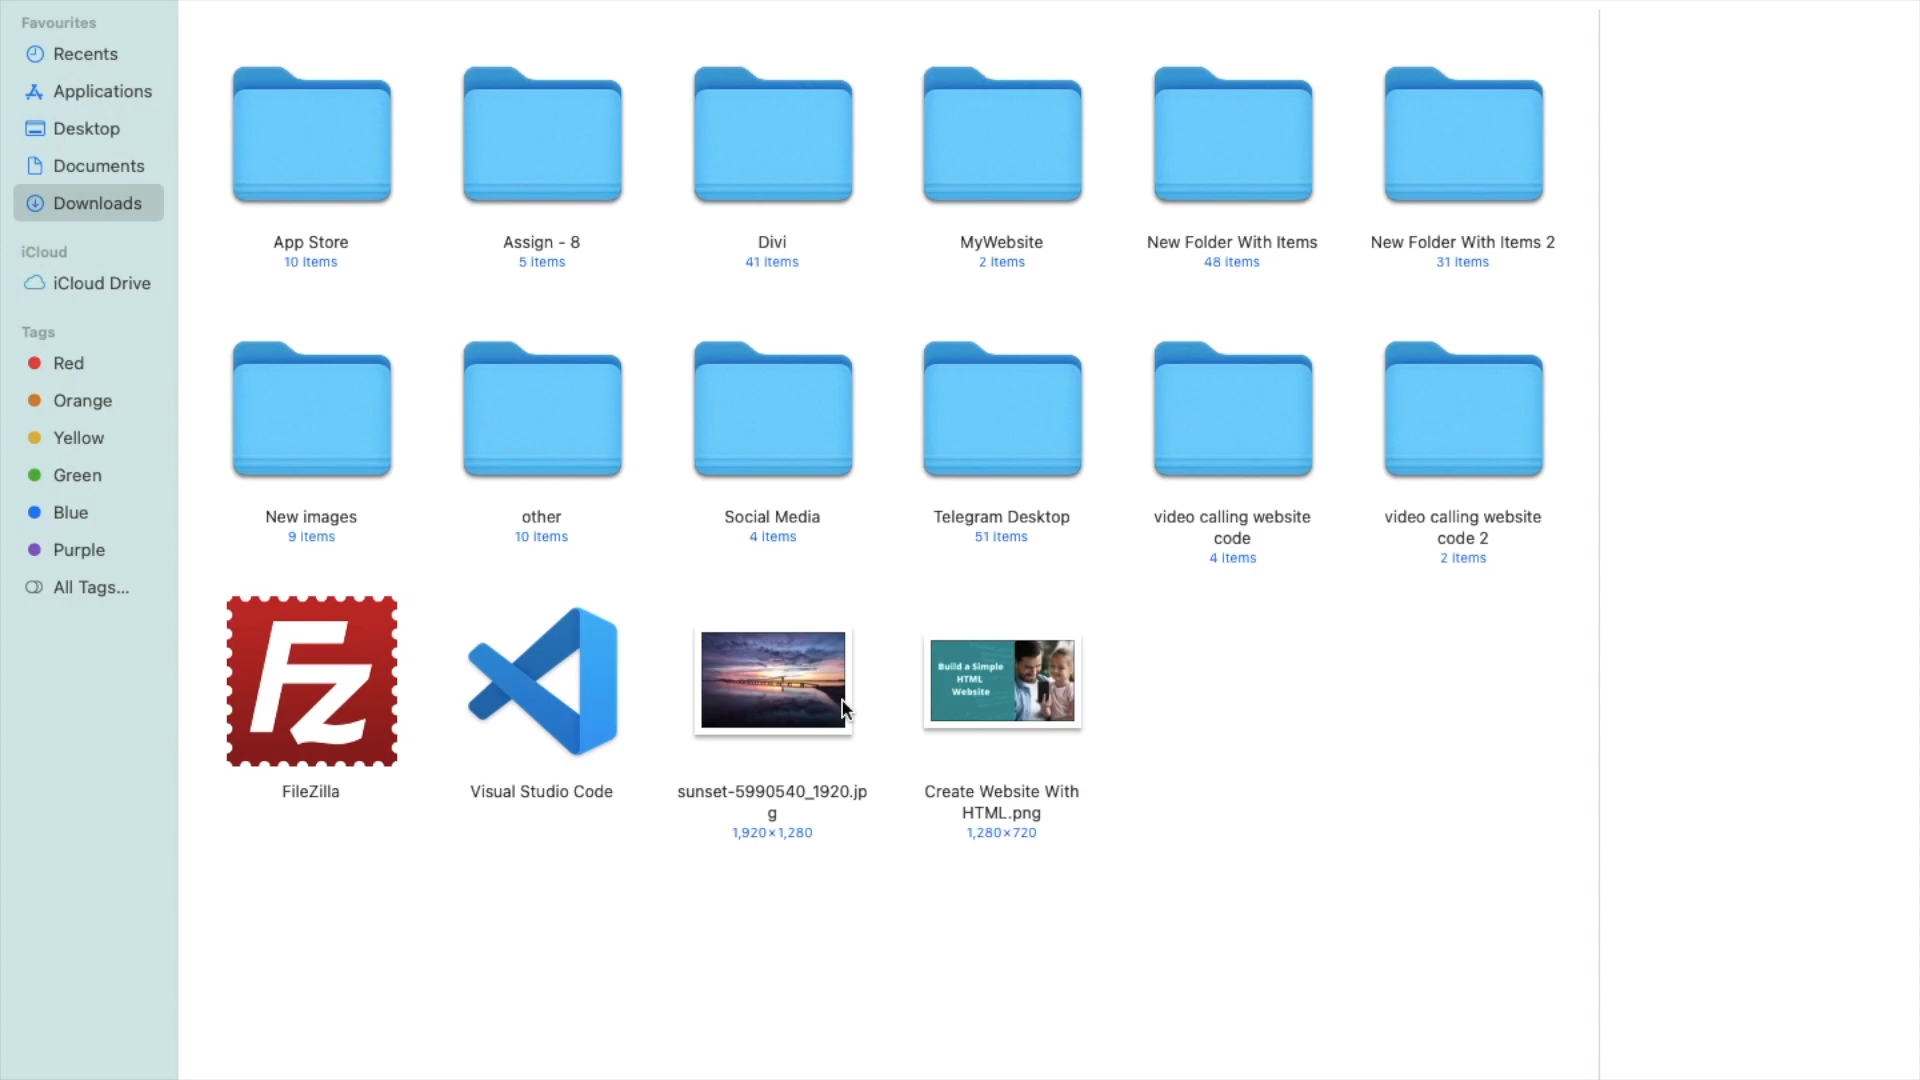 Favourites
Recents
Applications
Desktop
Documents
Downloads
iCloud
iCloud Drive
Tags
Red
Orange
Yellow
Green
Blue
Purple
All Tags...
App Store
10 items
Assign - 8
5 items
Divi
41 items
MyWebsite
2 items
New Folder With Items
48 items
New Folder With Items 2
31 items
New images
9 items
other
10 items
Social Media
4 items
Telegram Desktop
51 items
video calling website
code
4 items
video calling website
code 2
2 items
Fz
FileZilla
Visual Studio Code
sunset-5990540_1920.jp
g
1,920×1,280
Build a Simple
HTML
Website
Create Website With
HTML.png
1,280×720